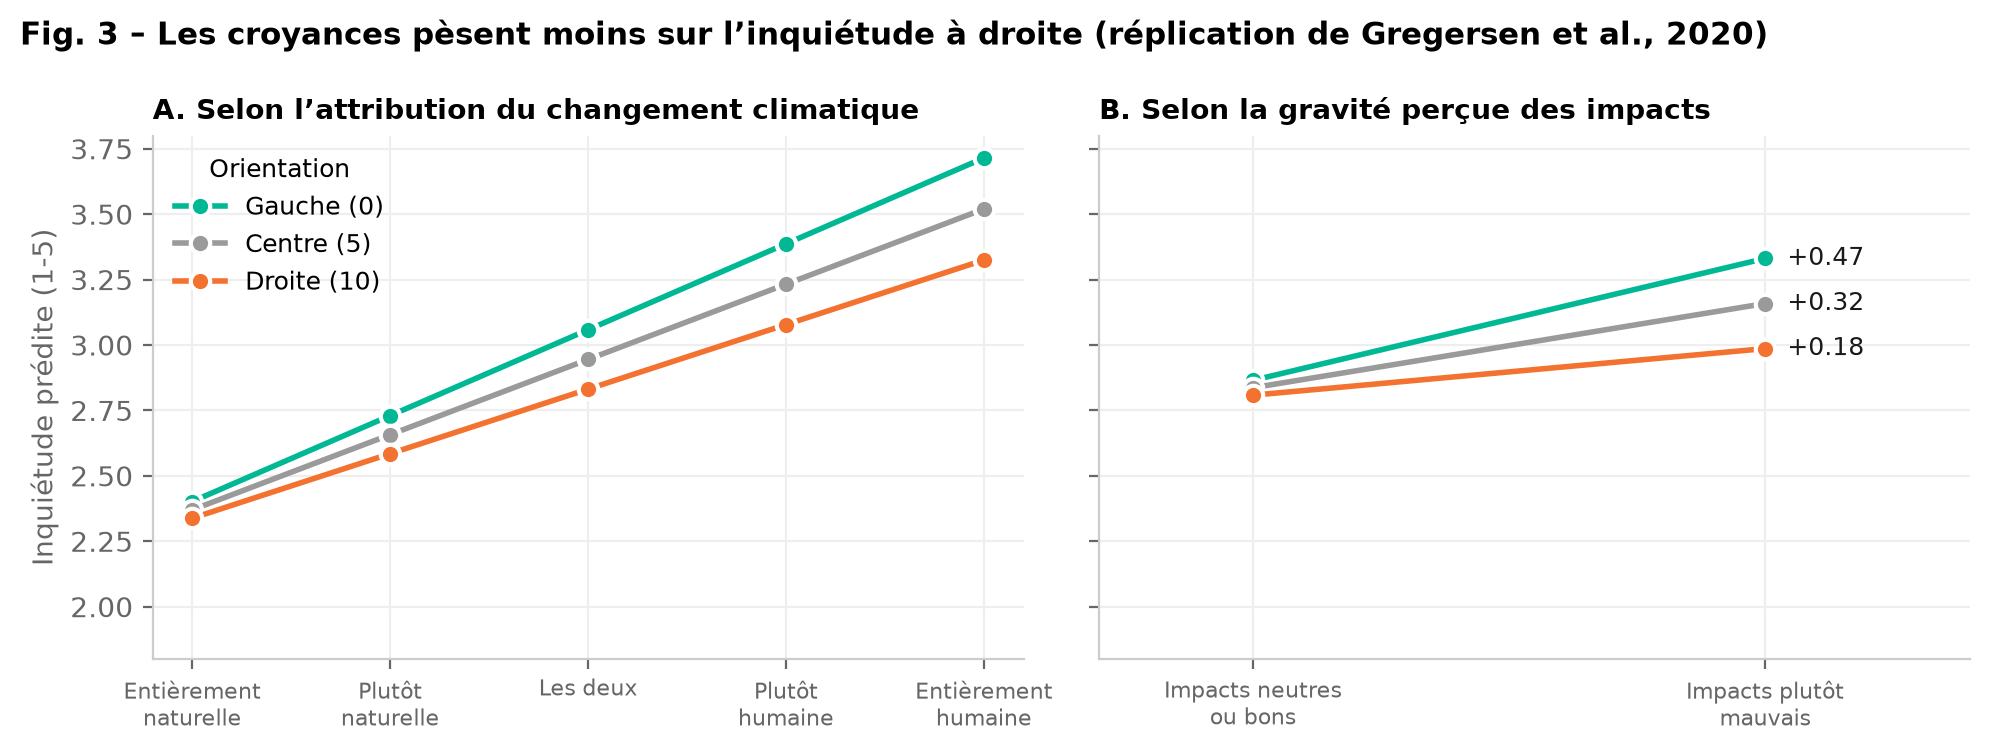 Fig. 3 – Les croyances pèsent moins sur l’inquiétude à droite (réplication de Gregersen et al., 2020)
A. Selon l’attribution du changement climatique
Inquiétude prédite (1-5)
3.75
3.50
3.25
3.00
2.75
2.50
2.25
2.00
Orientation
Gauche (0)
Centre (5)
Droite (10)
Entièrement
naturelle
Plutôt
naturelle
Les deux
Plutôt
humaine
Entièrement
humaine
B. Selon la gravité perçue des impacts
+0.47
+0.32
+0.18
Impacts neutres
ou bons
Impacts plutôt
mauvais